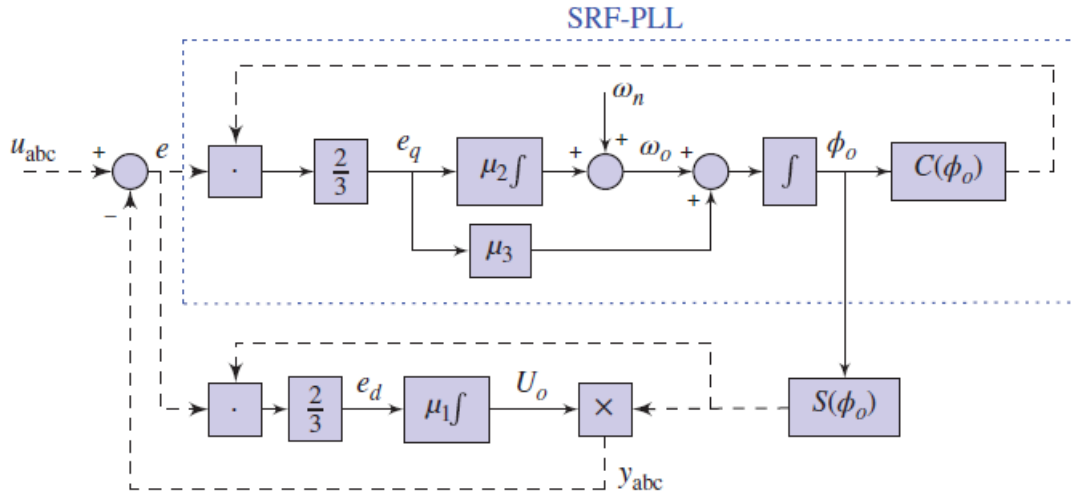 SRF-PLL
ω_n
u_abc + e · 2/3 e_q μ_2∫ + + ω_o + ∫ ϕ_o C(ϕ_o)
− +
μ_3
· 2/3 e_d μ_1∫ U_o × S(ϕ_o)
y_abc